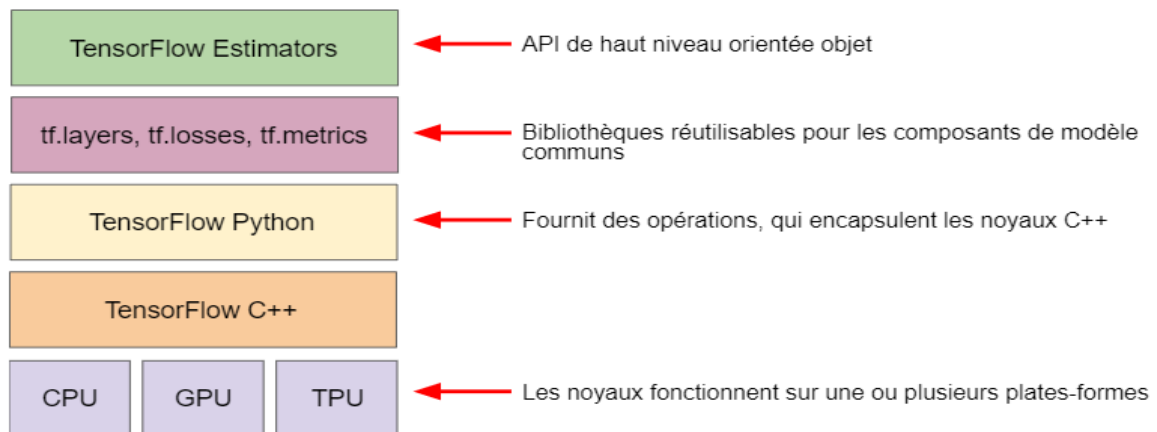 TensorFlow Estimators
API de haut niveau orientée objet
tf.layers, tf.losses, tf.metrics
Bibliothèques réutilisables pour les composants de modèle
communs
TensorFlow Python
Fournit des opérations, qui encapsulent les noyaux C++
TensorFlow C++
CPU
GPU
TPU
Les noyaux fonctionnent sur une ou plusieurs plates-formes